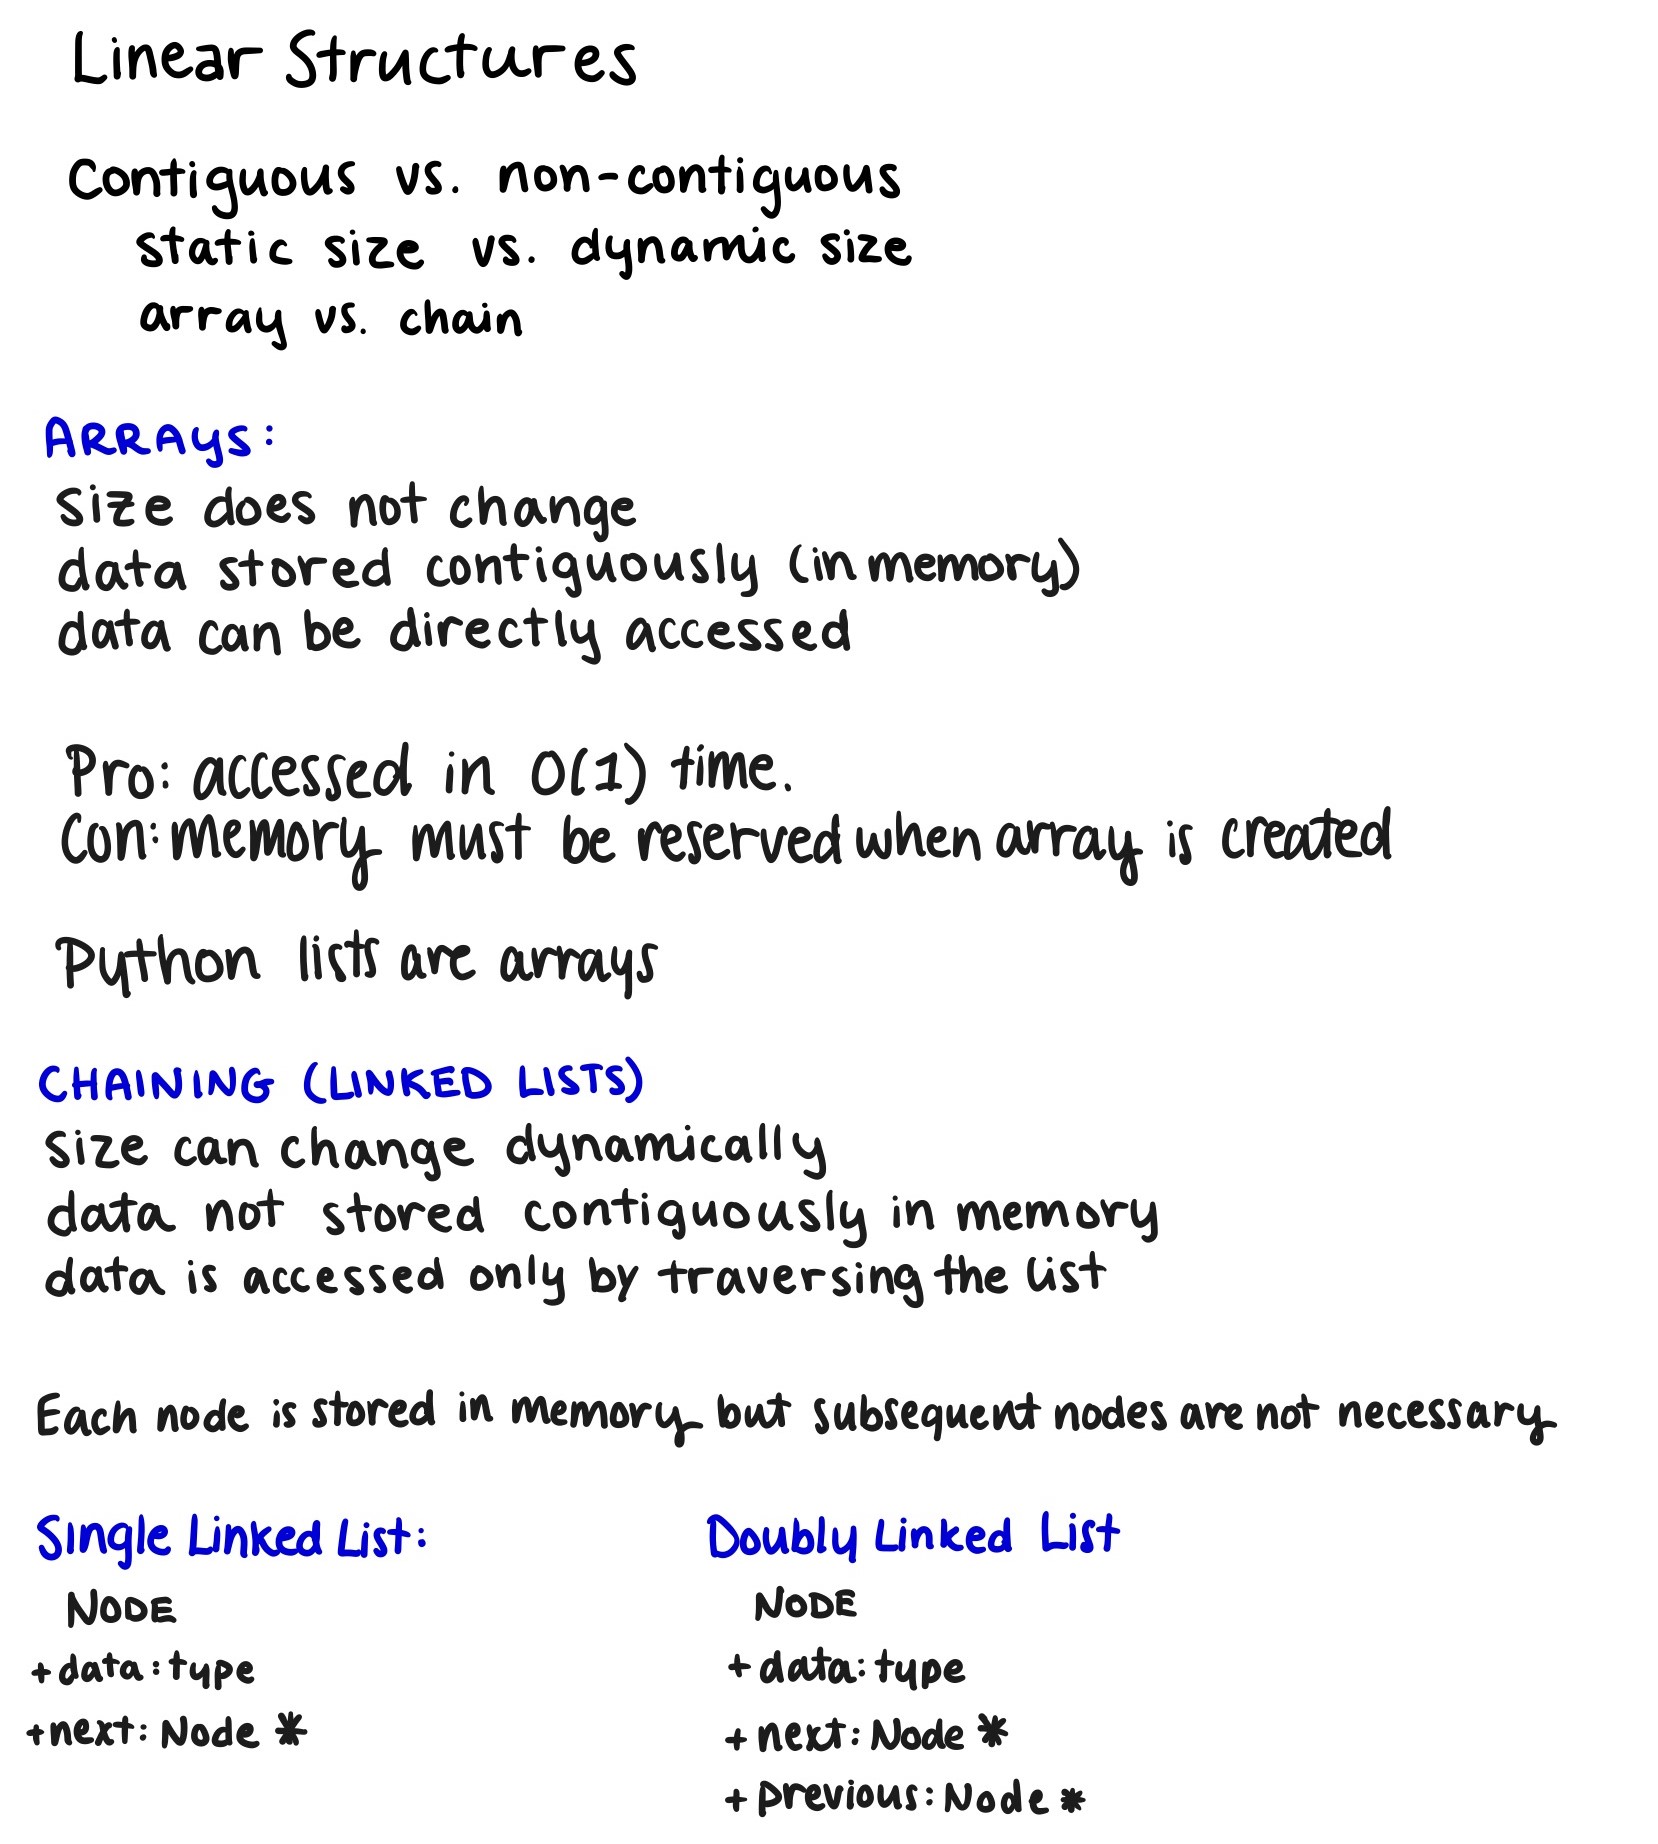 Linear Structures
Contiguous vs. non-contiguous
static size vs. dynamic size
array vs. chain
ARRAYS:
size does not change
data stored contiguously (in memory)
data can be directly accessed
Pro: accessed in O(1) time.
Con: memory must be reserved when array is created
Python lists are arrays
CHAINING (LINKED LISTS)
size can change dynamically
data not stored contiguously in memory
data is accessed only by traversing the list
Each node is stored in memory but subsequent nodes are not necessary
Single Linked List:
NODE
+data: type
+next: Node *
Doubly Linked List
NODE
+ data: type
+ next: Node *
+ previous: Node *